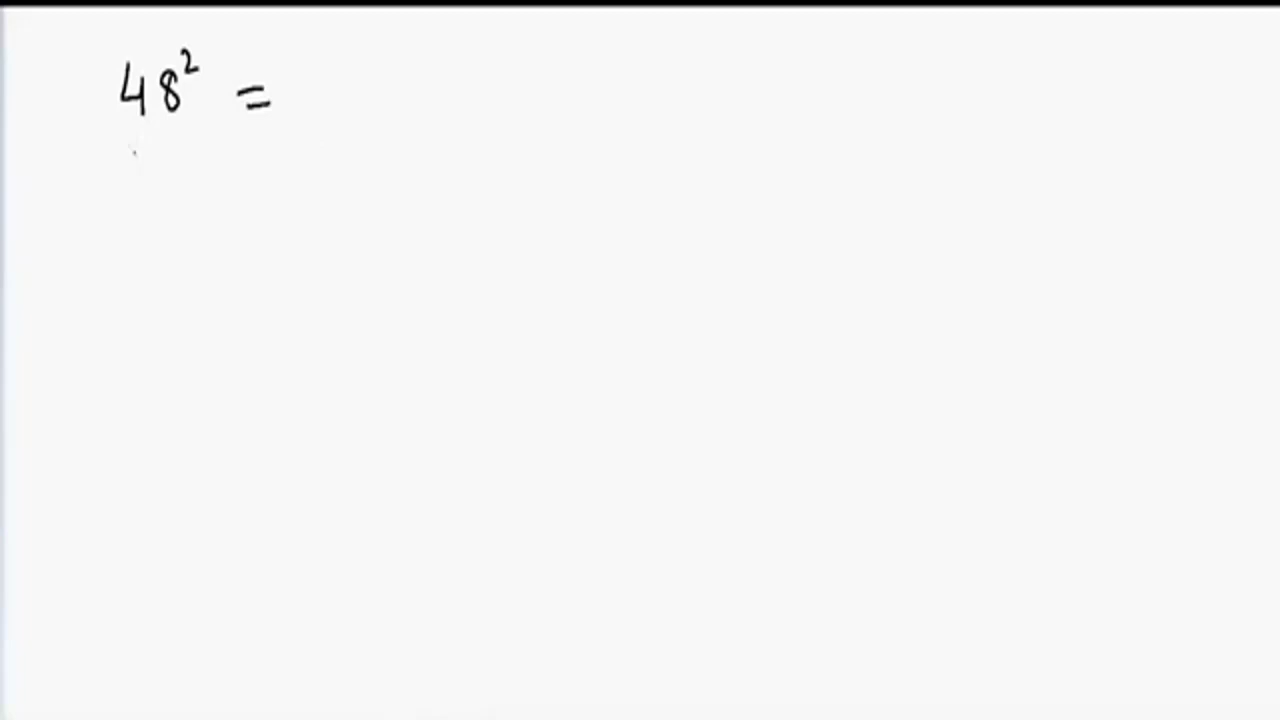 48² =